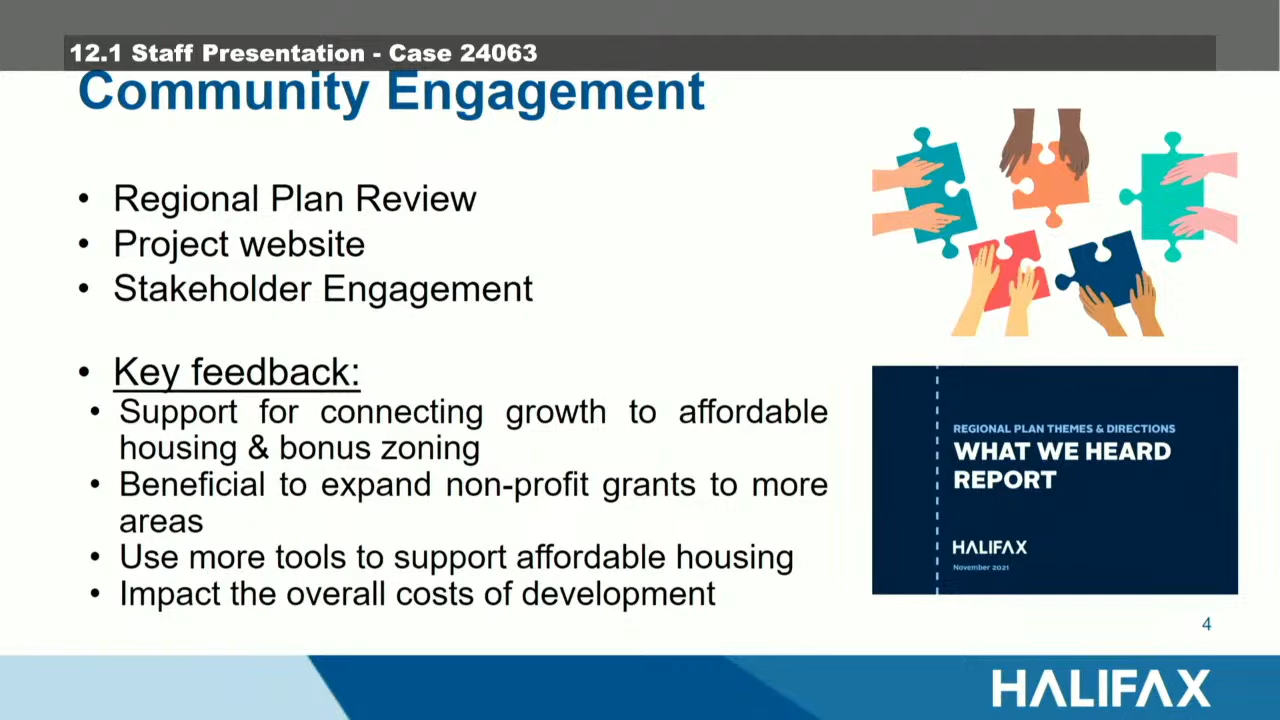 12.1 Staff Presentation - Case 24063
Community Engagement
• Regional Plan Review
• Project website
• Stakeholder Engagement
• Key feedback:
• Support for connecting growth to affordable
housing & bonus zoning
• Beneficial to expand non-profit grants to more
areas
• Use more tools to support affordable housing
• Impact the overall costs of development
REGIONAL PLAN THEMES & DIRECTIONS
WHAT WE HEARD
REPORT
HALIFAX
November 2021
4
HALIFAX